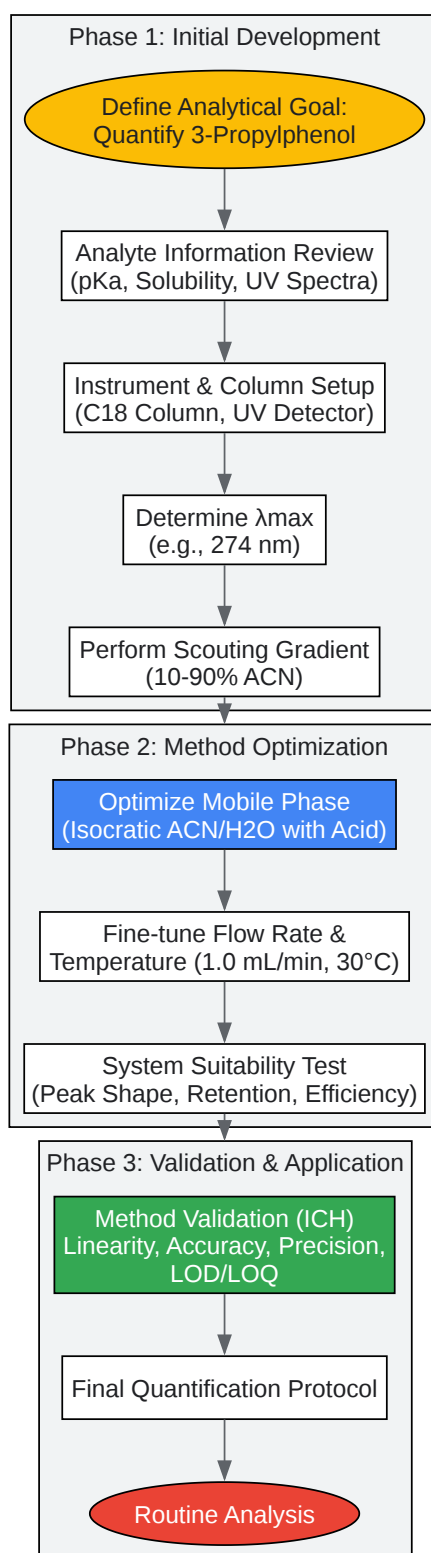 Phase 1: Initial Development
Define Analytical Goal:
Quantify 3-Propylphenol
Analyte Information Review
(pKa, Solubility, UV Spectra)
Instrument & Column Setup
(C18 Column, UV Detector)
Determine λmax
(e.g., 274 nm)
Perform Scouting Gradient
(10-90% ACN)
Phase 2: Method Optimization
Optimize Mobile Phase
(Isocratic ACN/H2O with Acid)
Fine-tune Flow Rate &
Temperature (1.0 mL/min, 30°C)
System Suitability Test
(Peak Shape, Retention, Efficiency)
Phase 3: Validation & Application
Method Validation (ICH)
Linearity, Accuracy, Precision,
LOD/LOQ
Final Quantification Protocol
Routine Analysis